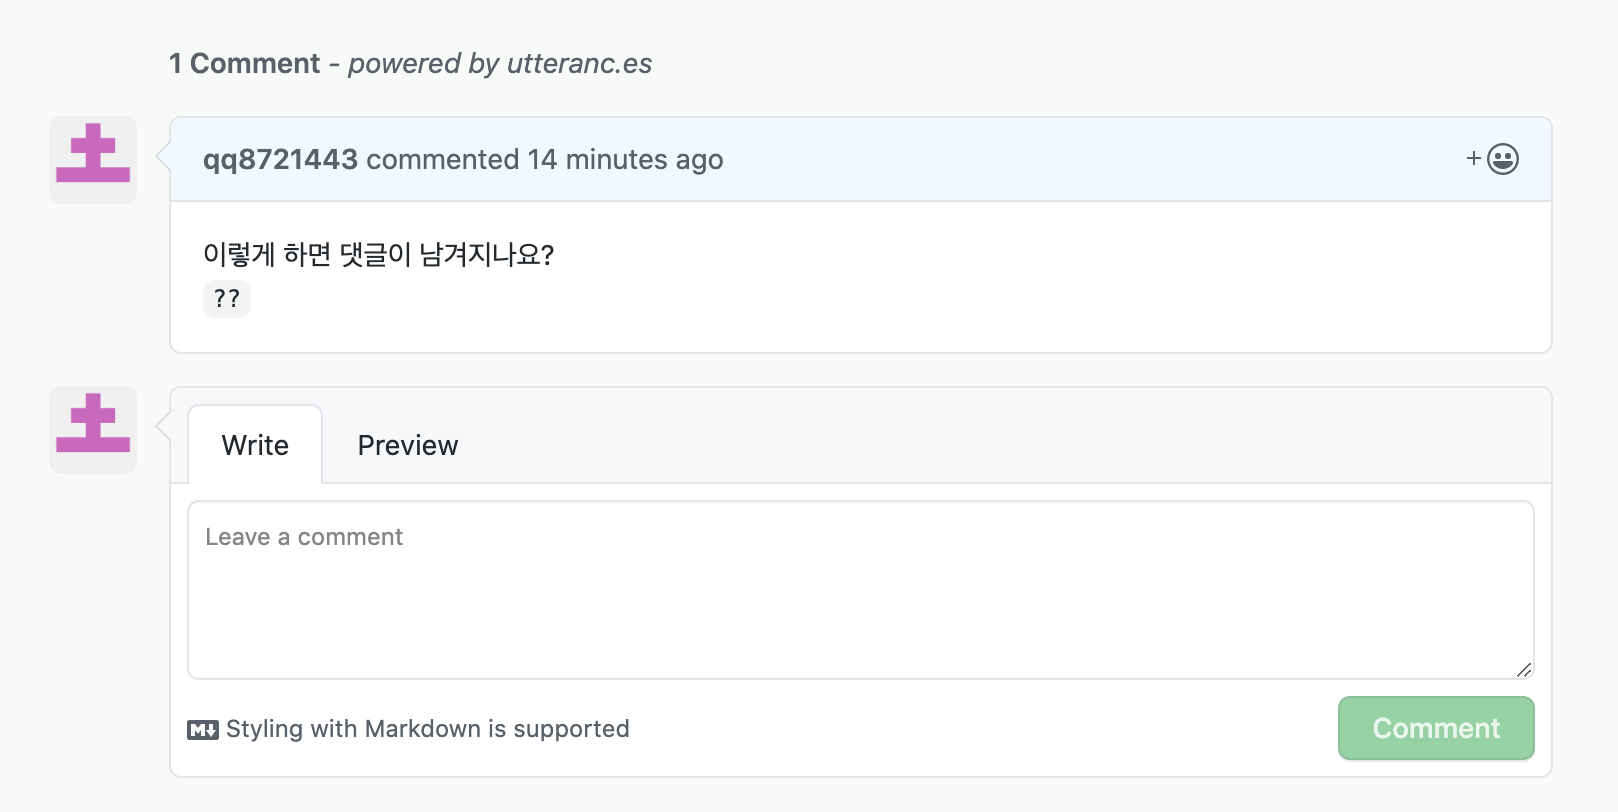 1 Comment - powered by utteranc.es
qq8721443 commented 14 minutes ago
이렇게 하면 댓글이 남겨지나요?
??
Write Preview
Leave a comment
M Styling with Markdown is supported
Comment